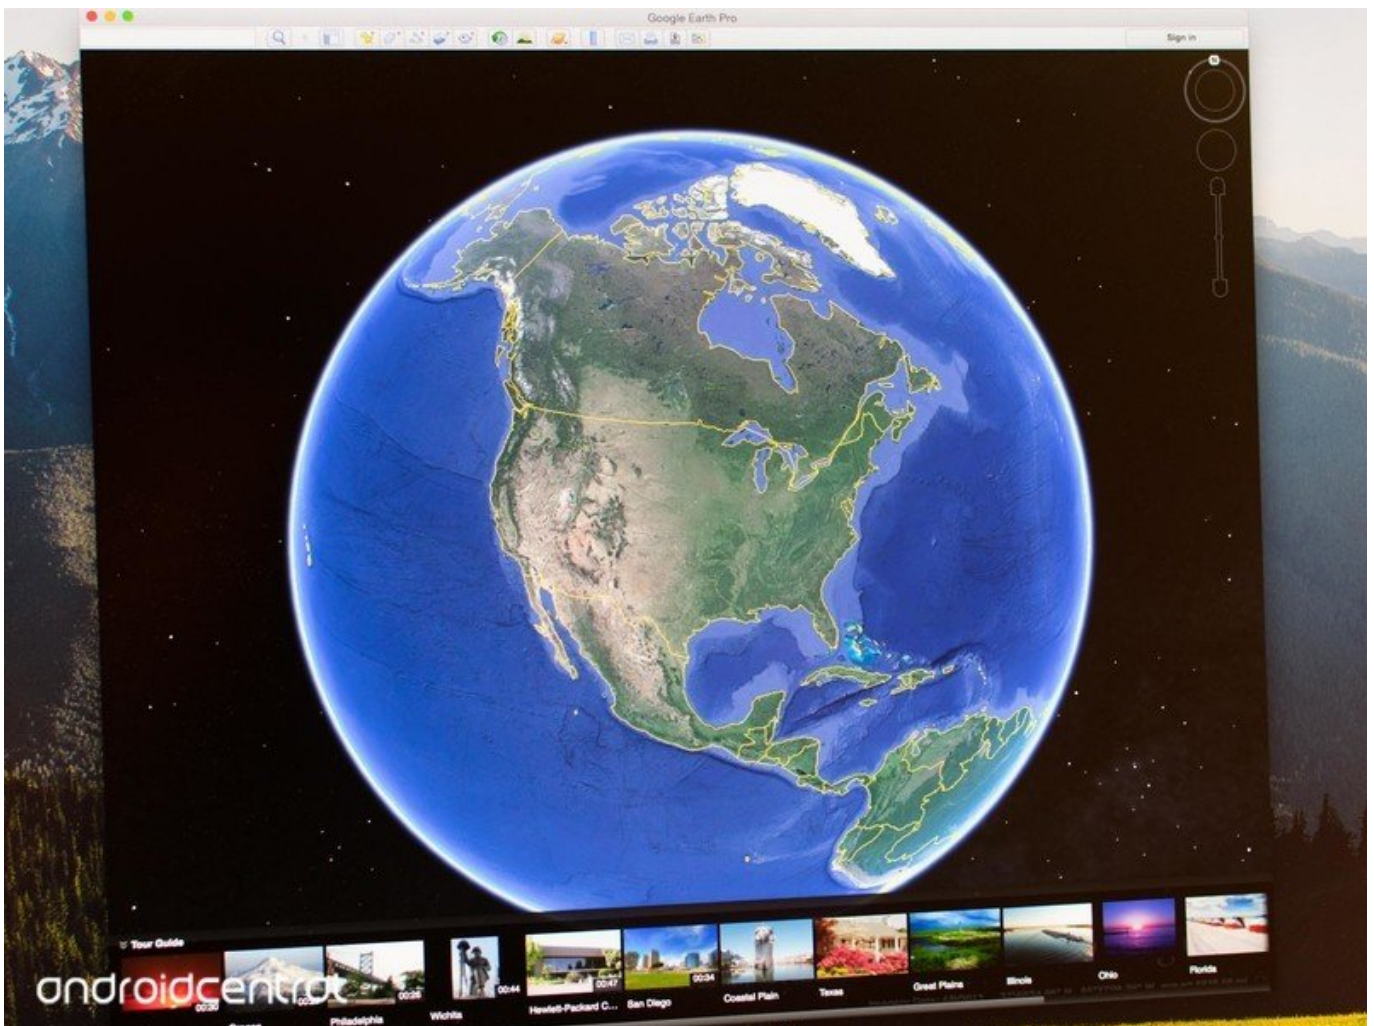 Google Earth Pro
Sign in
N
Tour Guide
androidcentral
00:30
00:26
Philadelphia
Wichita
00:44
Hewlett-Packard C...
00:47
San Diego
00:34
Coastal Plain
Texas
Great Plains
Illinois
Ohio
Florida